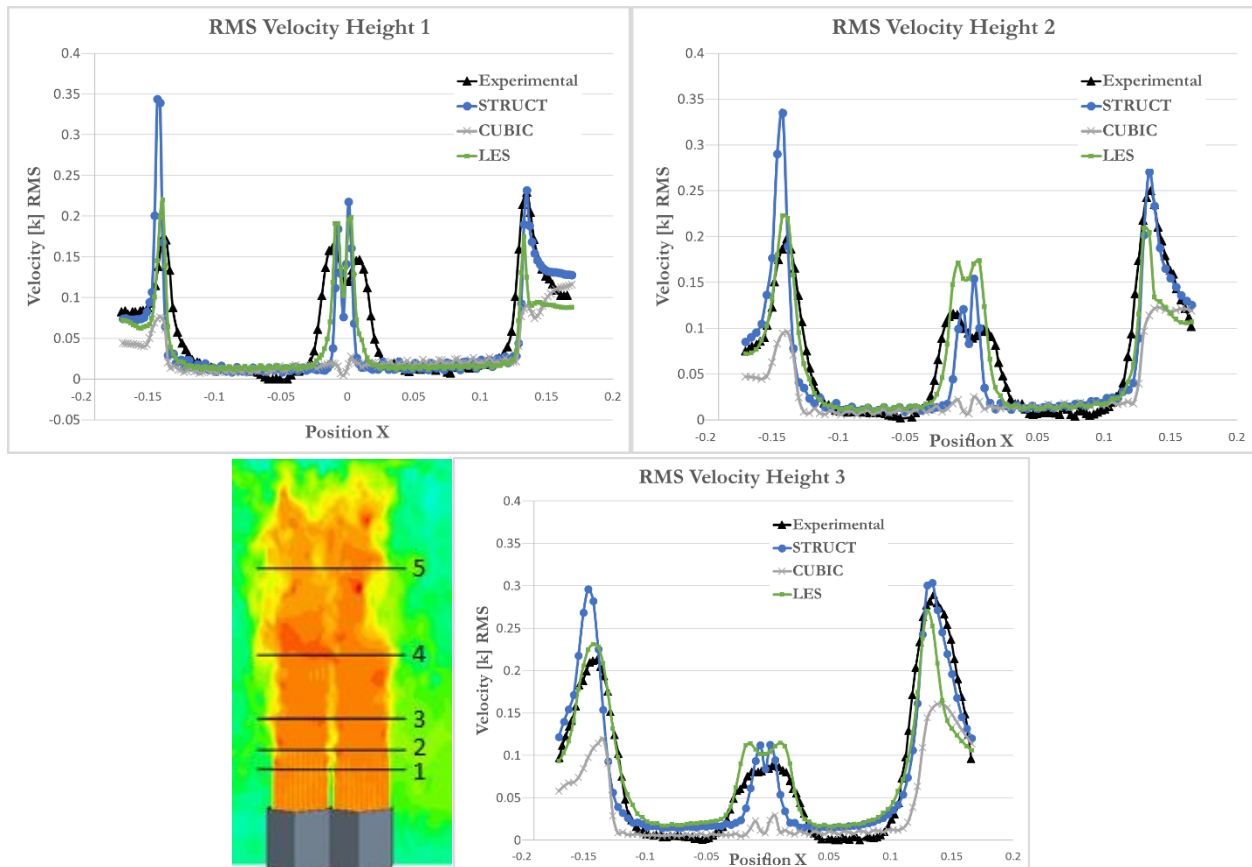 RMS Velocity Height 1
0.4
0.35
0.3
0.25
0.2
0.15
0.1
0.05
0
-0.05
Velocity [k] RMS
Experimental
STRUCT
CUBIC
LES
-0.2 -0.15 -0.1 -0.05 0 0.05 0.1 0.15 0.2
Position X
RMS Velocity Height 2
0.4
0.35
0.3
0.25
0.2
0.15
0.1
0.05
0
Velocity [k] RMS
Experimental
STRUCT
CUBIC
LES
-0.2 -0.15 -0.1 -0.05 0 0.05 0.1 0.15 0.2
Position X
5
4
3
2
1
RMS Velocity Height 3
0.4
0.35
0.3
0.25
0.2
0.15
0.1
0.05
0
Velocity [k] RMS
Experimental
STRUCT
CUBIC
LES
-0.2 -0.15 -0.1 -0.05 0 0.05 0.1 0.15 0.2
Position X